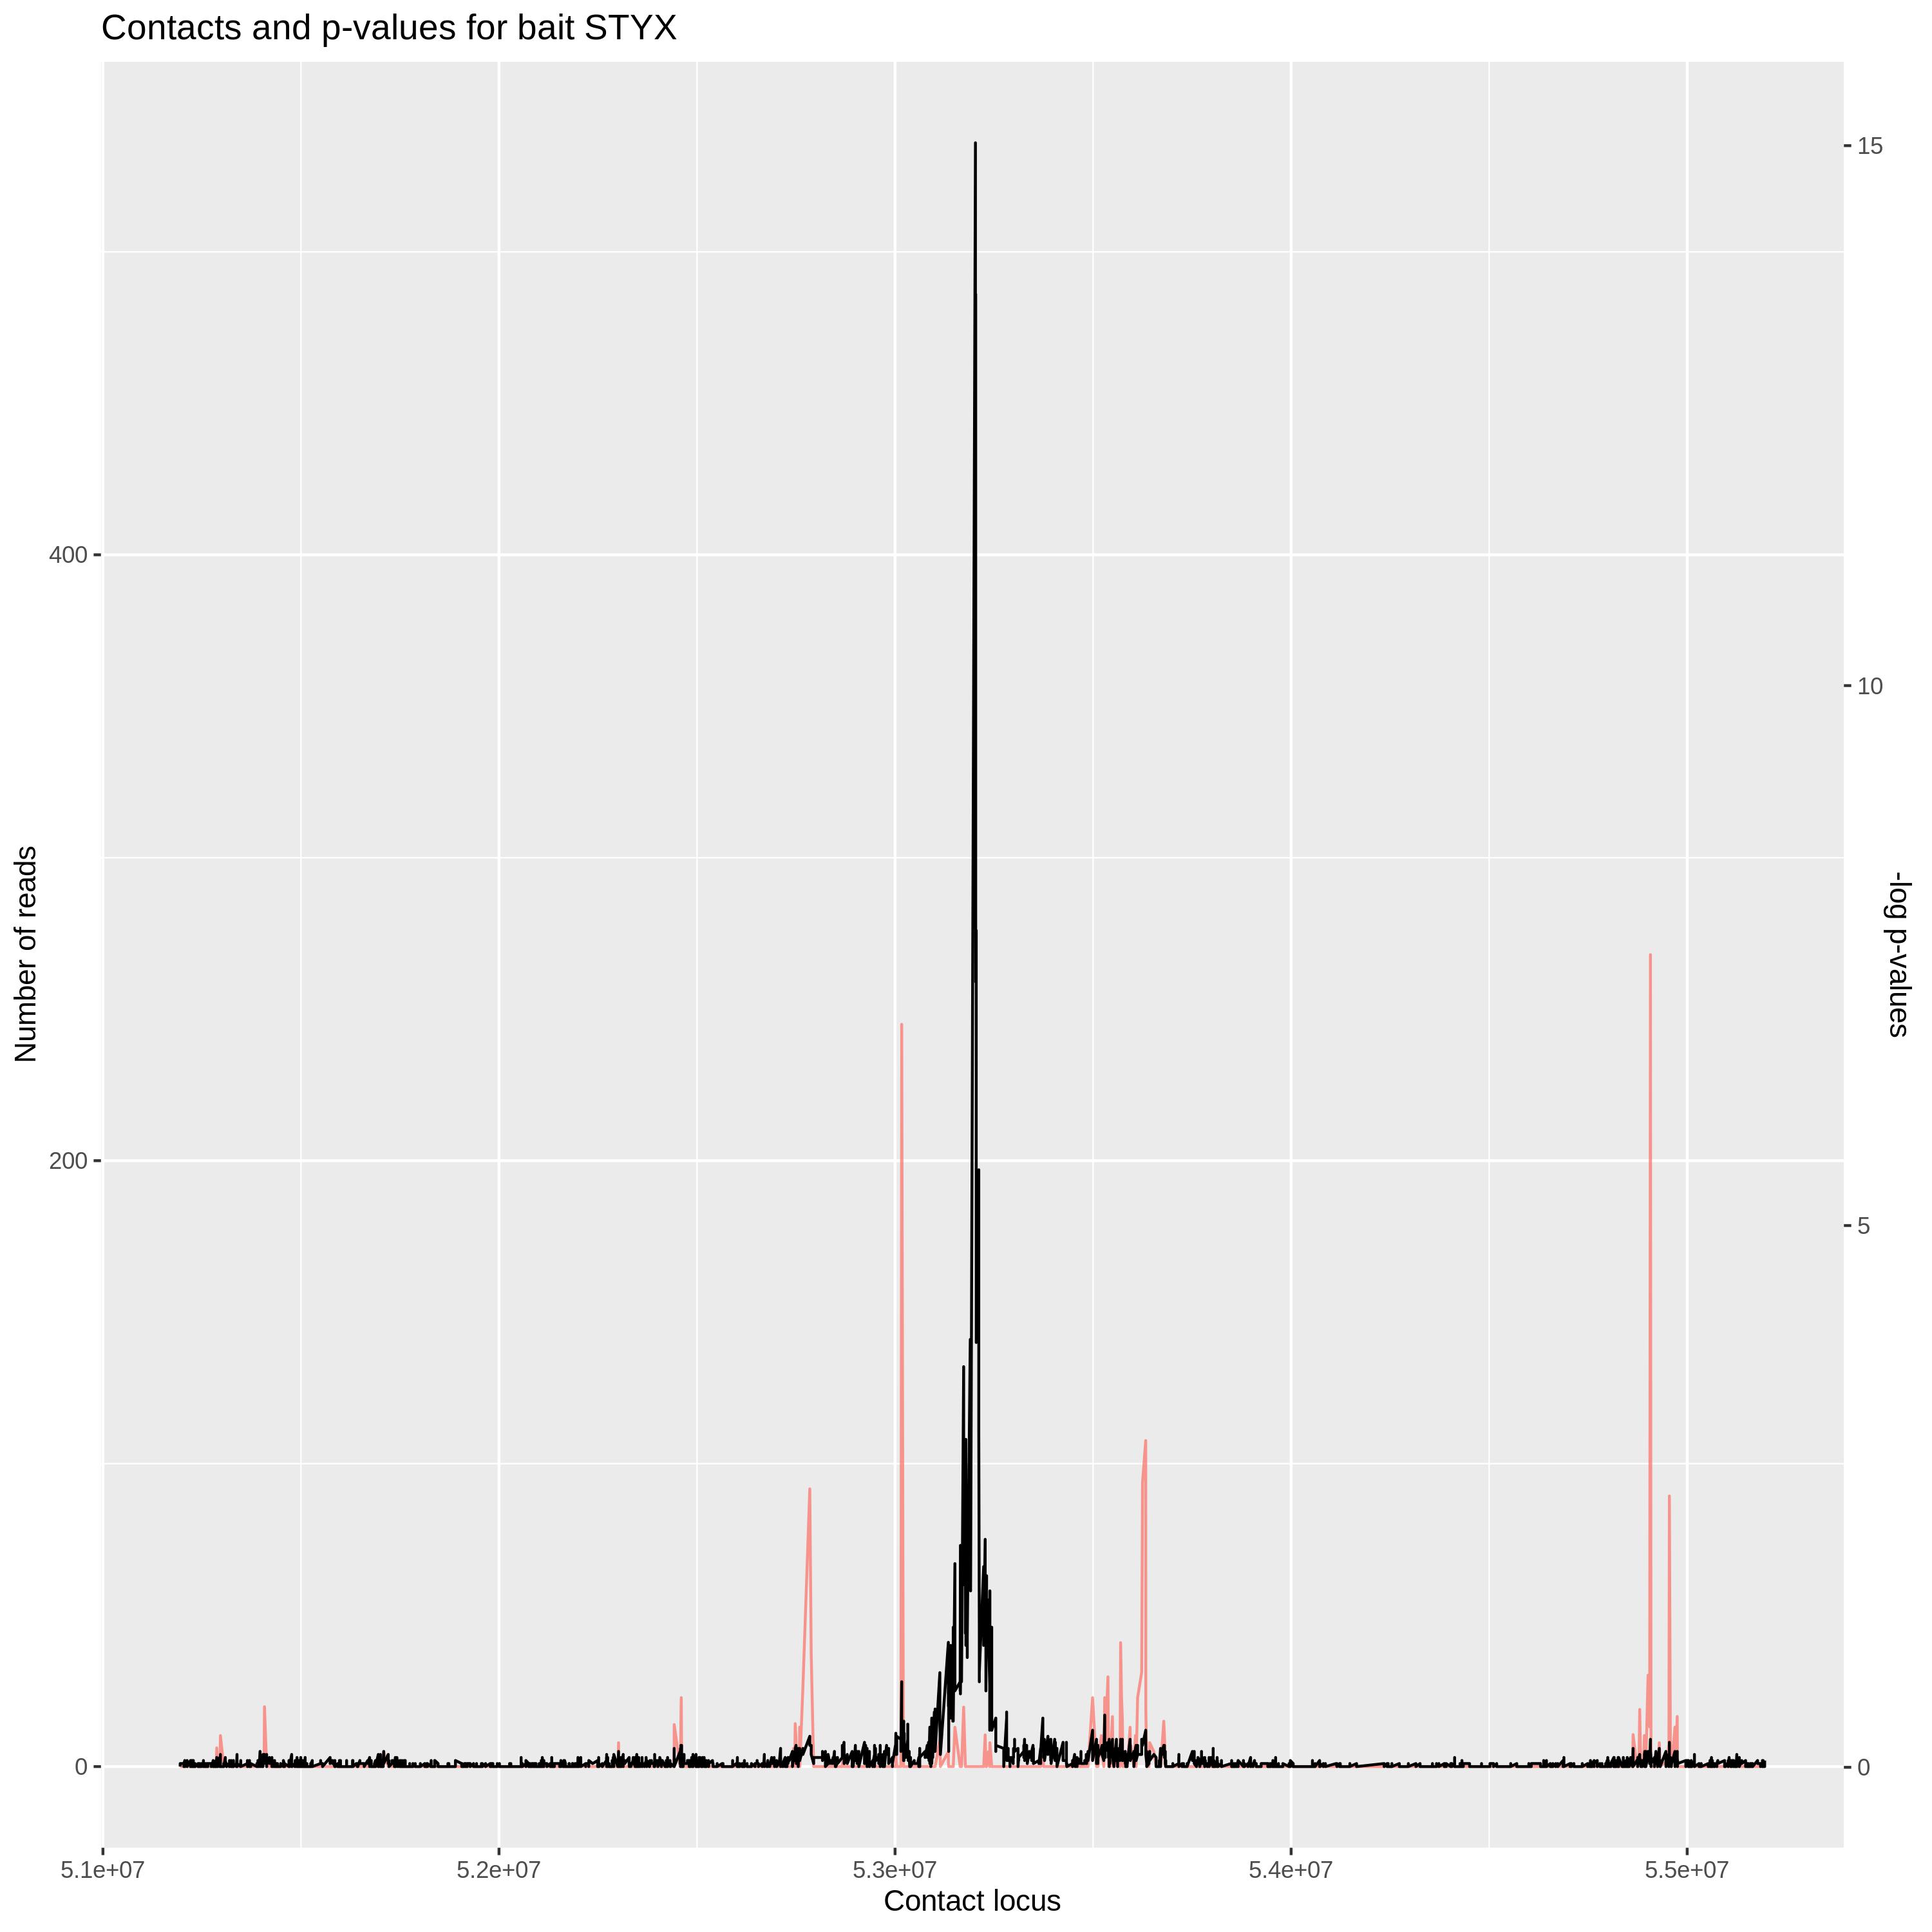 Contacts and p-values for bait STYX
15
400
10
Number of reads
-log p-values
200
5
0
0
5.1e+07
5.2e+07
5.3e+07
5.4e+07
5.5e+07
Contact locus